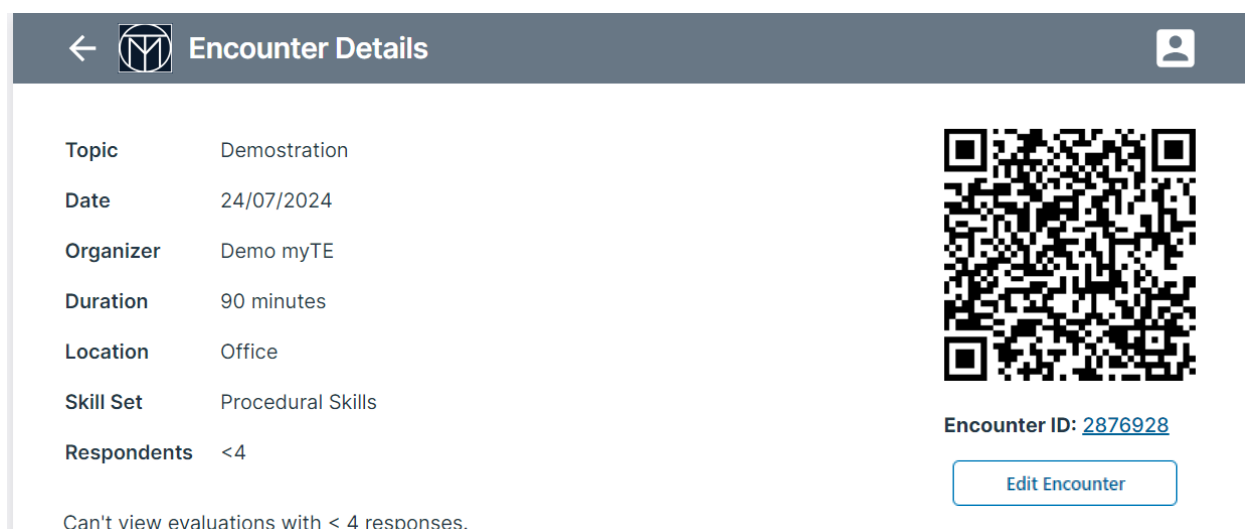 Encounter Details
Topic Demostration
Date 24/07/2024
Organizer Demo myTE
Duration 90 minutes
Location Office
Skill Set Procedural Skills
Respondents <4
Can't view evaluations with < 4 responses.
Encounter ID: 2876928
Edit Encounter